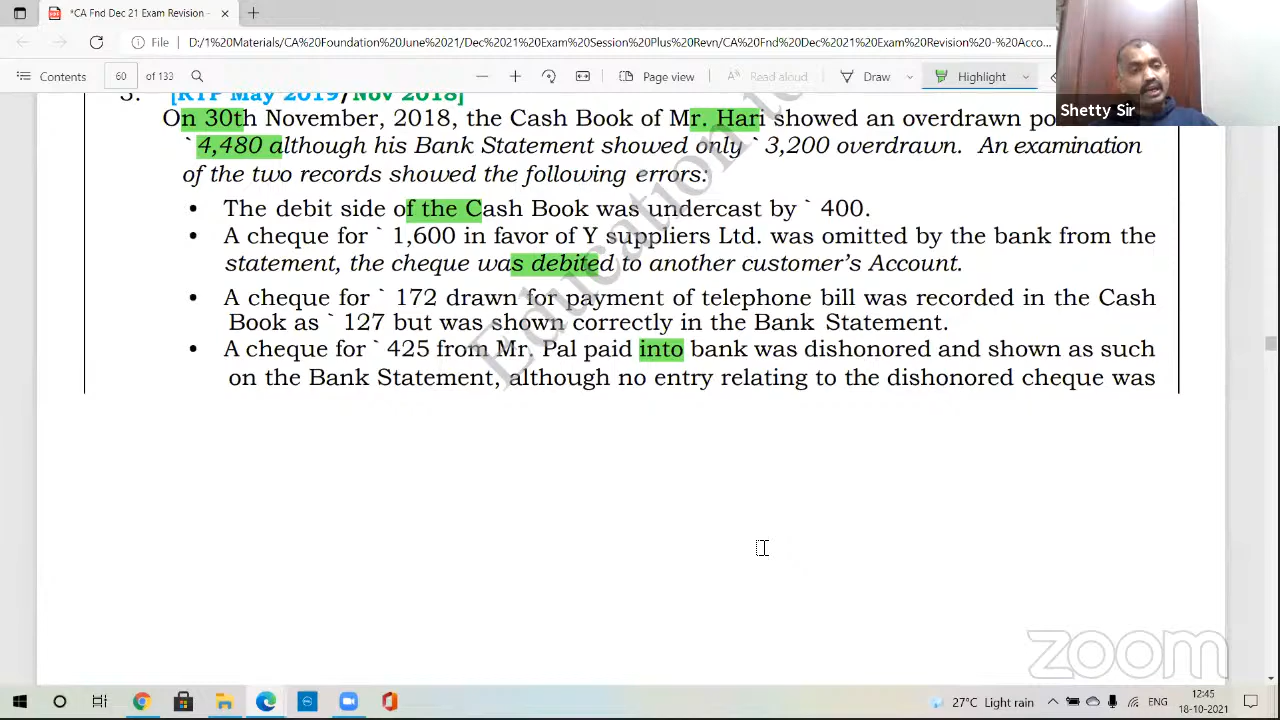 *CA Fnd Dec 21 Exam Revision -
File
D:/1%20Materials/CA%20Foundation%20June%202021/Dec%2021%20Exam%20Session%20Plus%20Revn/CA%20Fnd%20Dec%2021%20Exam%20Revision%20-%20Acco...
Contents
60 of 133
Page view
Read aloud
Draw
Highlight
Shetty Sir
3. [RTP May 2019/Nov 2018]
On 30th November, 2018, the Cash Book of Mr. Hari showed an overdrawn
` 4,480 although his Bank Statement showed only ` 3,200 overdrawn. An examination
of the two records showed the following errors:
• The debit side of the Cash Book was undercast by ` 400.
• A cheque for ` 1,600 in favor of Y suppliers Ltd. was omitted by the bank from the
statement, the cheque was debited to another customer's Account.
• A cheque for ` 172 drawn for payment of telephone bill was recorded in the Cash
Book as ` 127 but was shown correctly in the Bank Statement.
• A cheque for ` 425 from Mr. Pal paid into bank was dishonored and shown as such
on the Bank Statement, although no entry relating to the dishonored cheque was
Education
zoom
27°C Light rain
ENG
12:45
18-10-2021